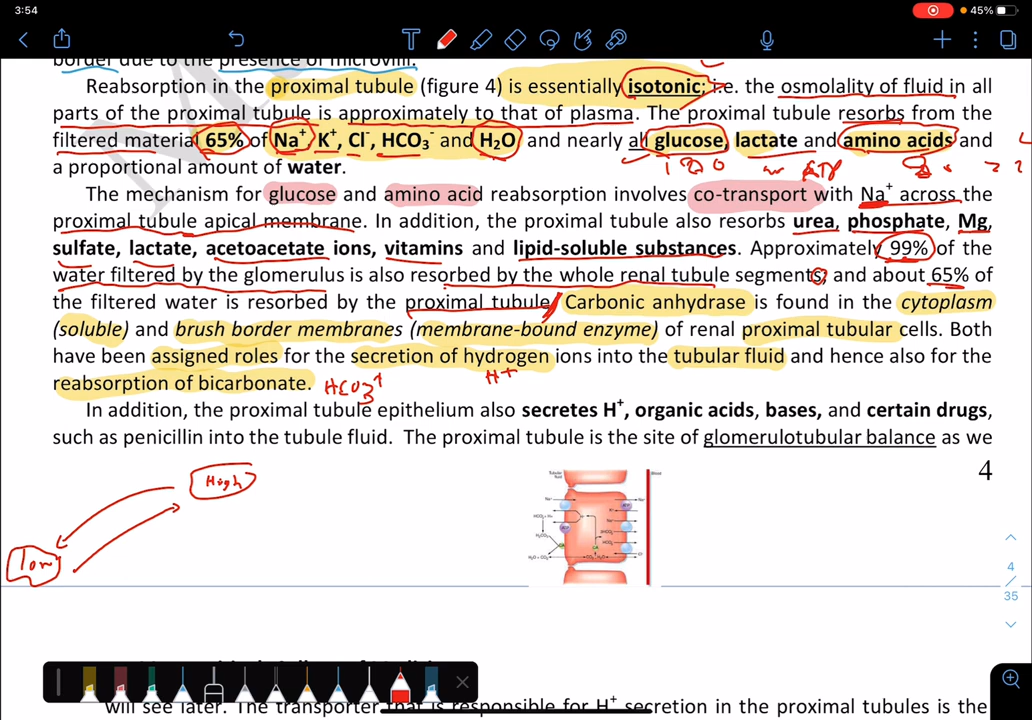 3:54
45%
border due to the presence of microvilli.
Reabsorption in the proximal tubule (figure 4) is essentially isotonic; i.e. the osmolality of fluid in all
parts of the proximal tubule is approximately to that of plasma. The proximal tubule resorbs from the
filtered material 65% of Na⁺, K⁺, Cl⁻, HCO₃⁻ and H₂O and nearly all glucose, lactate and amino acids and
a proportional amount of water.
ATP
The mechanism for glucose and amino acid reabsorption involves co-transport with Na⁺ across the
proximal tubule apical membrane. In addition, the proximal tubule also resorbs urea, phosphate, Mg,
sulfate, lactate, acetoacetate ions, vitamins and lipid-soluble substances. Approximately 99% of the
water filtered by the glomerulus is also resorbed by the whole renal tubule segments, and about 65% of
the filtered water is resorbed by the proximal tubule. Carbonic anhydrase is found in the cytoplasm
(soluble) and brush border membranes (membrane-bound enzyme) of renal proximal tubular cells. Both
have been assigned roles for the secretion of hydrogen ions into the tubular fluid and hence also for the
reabsorption of bicarbonate. HCO3
H+
In addition, the proximal tubule epithelium also secretes H⁺, organic acids, bases, and certain drugs,
such as penicillin into the tubule fluid. The proximal tubule is the site of glomerulotubular balance as we
4
High
low
Tubular
fluid
Blood
4
35
will see later. The transporter that is responsible for H⁺ secretion in the proximal tubules is the